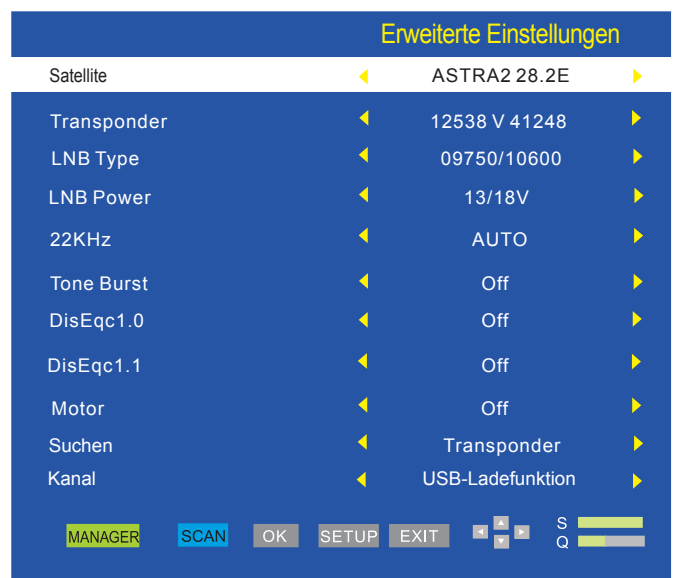 Erweiterte Einstellungen
Satellite ASTRA2 28.2E
Transponder 12538 V 41248
LNB Type 09750/10600
LNB Power 13/18V
22KHz AUTO
Tone Burst Off
DisEqc1.0 Off
DisEqc1.1 Off
Motor Off
Suchen Transponder
Kanal USB-Ladefunktion
MANAGER SCAN OK SETUP EXIT S
Q